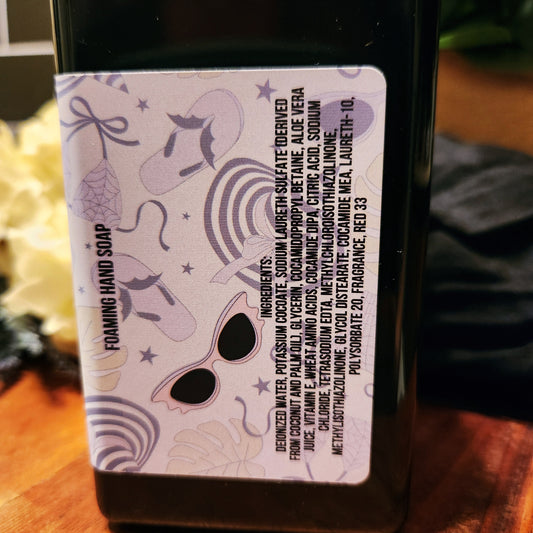 FOAMING HAND SOAP
INGREDIENTS:
DEIONIZED WATER, POTASSIUM COCOATE, SODIUM LAURETH SULFATE (DERIVED
FROM COCONUT AND PALM OIL), GLYCERIN, COCAMIDOPROPYL BETAINE, ALOE VERA
JUICE, VITAMIN E, WHEAT AMINO ACIDS, COCAMIDE DIPA, CITRIC ACID, SODIUM
CHLORIDE, TETRASODIUM EDTA, METHYLCHLOROISOTHIAZOLINONE,
METHYLISOTHIAZOLINONE, GLYCOL DISTEARATE, COCAMIDE MEA, LAURETH-10,
POLYSORBATE 20, FRAGRANCE, RED 33